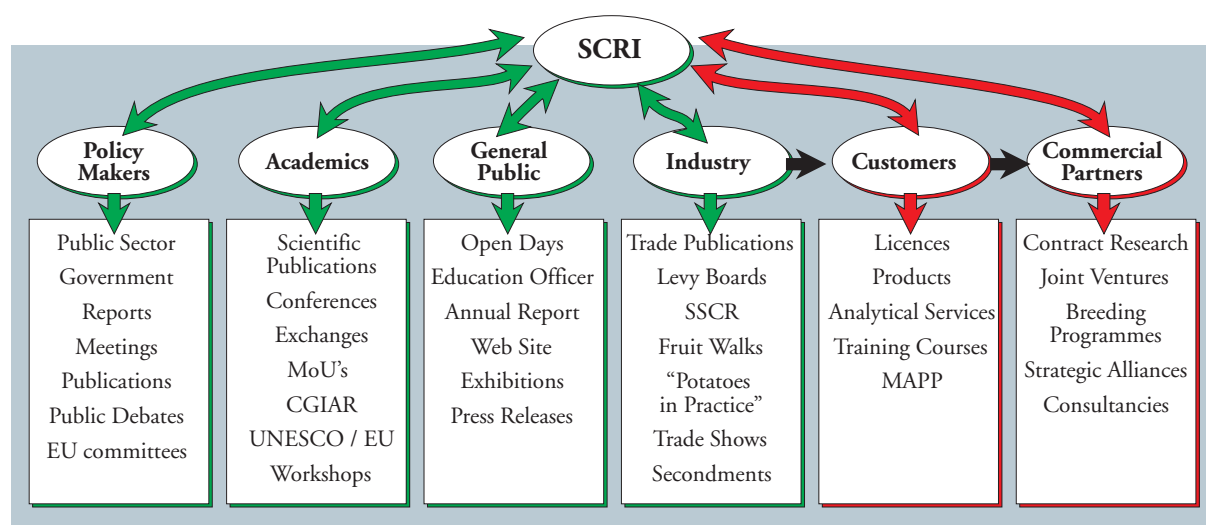 SCRI
Policy
Makers
Academics
General
Public
Industry
Customers
Commercial
Partners
Public Sector
Government
Reports
Meetings
Publications
Public Debates
EU committees
Scientific
Publications
Conferences
Exchanges
MoU's
CGIAR
UNESCO / EU
Workshops
Open Days
Education Officer
Annual Report
Web Site
Exhibitions
Press Releases
Trade Publications
Levy Boards
SSCR
Fruit Walks
“Potatoes
in Practice”
Trade Shows
Secondments
Licences
Products
Analytical Services
Training Courses
MAPP
Contract Research
Joint Ventures
Breeding
Programmes
Strategic Alliances
Consultancies